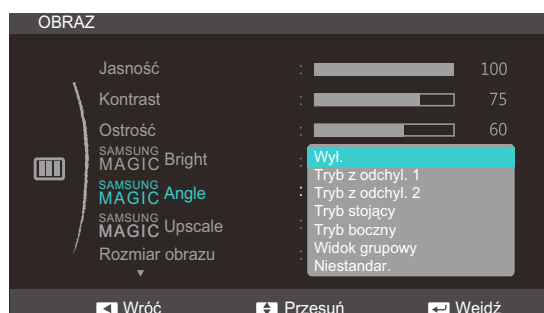 OBRAZ
Jasność : 100
Kontrast : 75
Ostrość : 60
SAMSUNG MAGIC Bright :
SAMSUNG MAGIC Angle :
SAMSUNG MAGIC Upscale :
Rozmiar obrazu :
Wył.
Tryb z odchyl. 1
Tryb z odchyl. 2
Tryb stojący
Tryb boczny
Widok grupowy
Niestandar.
Wróć Przesuń Wejdź